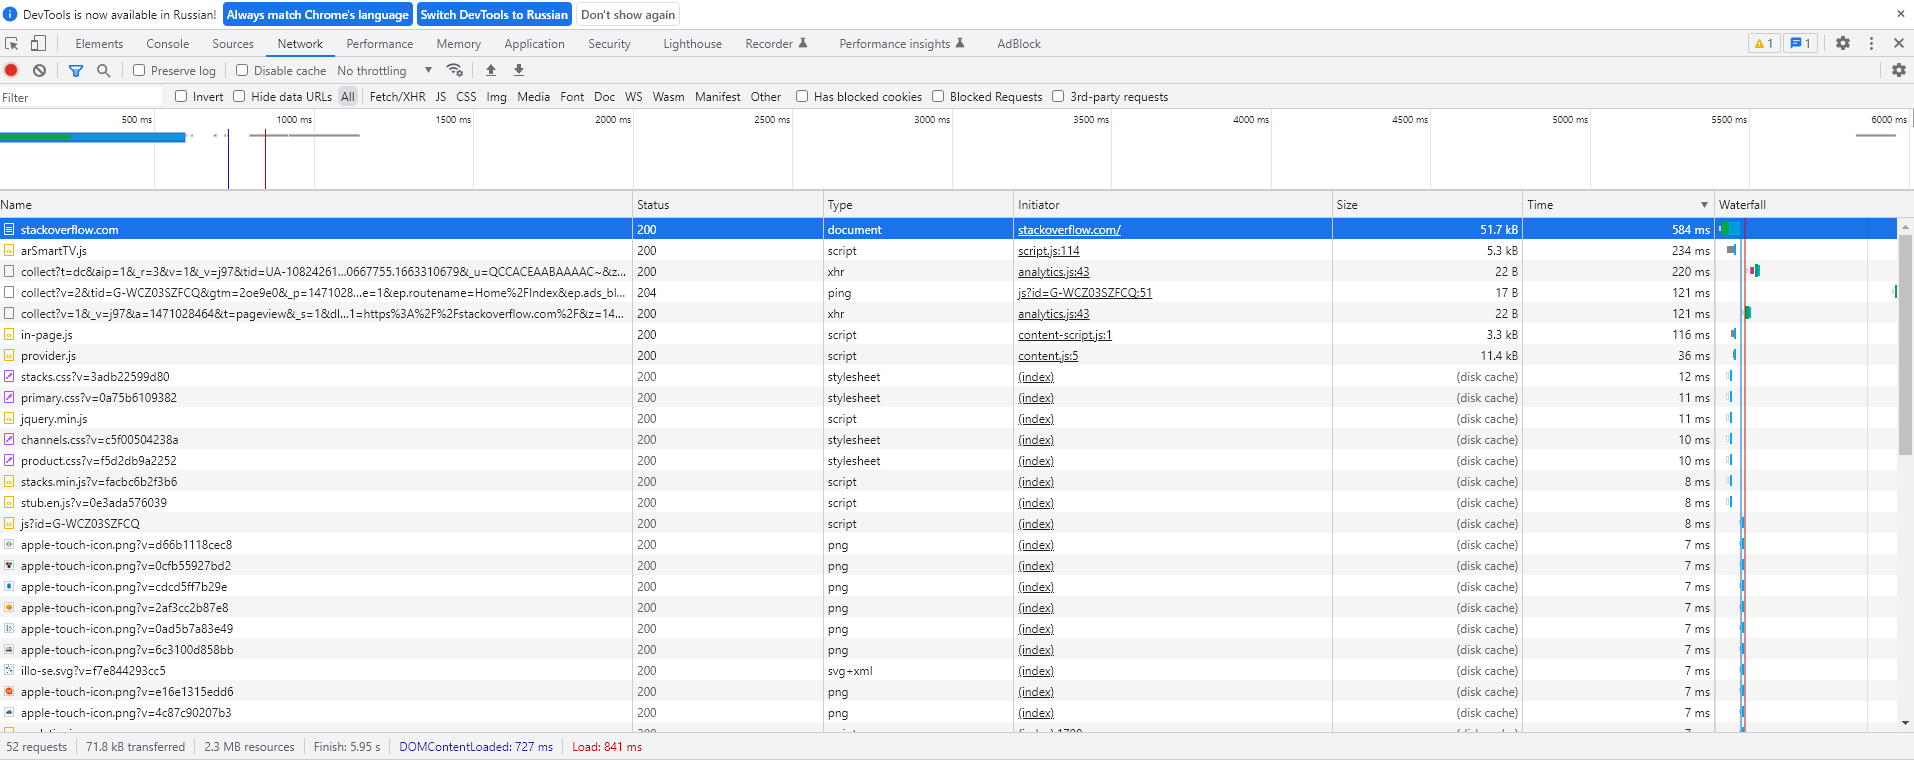 DevTools is now available in Russian! Always match Chrome's language Switch DevTools to Russian Don't show again
Elements Console Sources Network Performance Memory Application Security Lighthouse Recorder Performance insights AdBlock 1 1
Preserve log Disable cache No throttling
Filter Invert Hide data URLs All Fetch/XHR JS CSS Img Media Font Doc WS Wasm Manifest Other Has blocked cookies Blocked Requests 3rd-party requests
500 ms 1000 ms 1500 ms 2000 ms 2500 ms 3000 ms 3500 ms 4000 ms 4500 ms 5000 ms 5500 ms 6000 ms
Name Status Type Initiator Size Time Waterfall
stackoverflow.com 200 document stackoverflow.com/ 51.7 kB 584 ms
arSmartTV.js 200 script script.js:114 5.3 kB 234 ms
collect?t=dc&aip=1&_r=3&v=1&_v=j97&tid=UA-10824261...0667755.1663310679&_u=QCCACEAABAAAAC~&z... 200 xhr analytics.js:43 22 B 220 ms
collect?v=2&tid=G-WCZ03SZFCQ&gtm=2oe9e0&_p=1471028...e=1&ep.routename=Home%2FIndex&ep.ads_bl... 204 ping js?id=G-WCZ03SZFCQ:51 17 B 121 ms
collect?v=1&_v=j97&a=1471028464&t=pageview&_s=1&dl...1=https%3A%2F%2Fstackoverflow.com%2F&z=14... 200 xhr analytics.js:43 22 B 121 ms
in-page.js 200 script content-script.js:1 3.3 kB 116 ms
provider.js 200 script content.js:5 11.4 kB 36 ms
stacks.css?v=3adb22599d80 200 stylesheet (index) (disk cache) 12 ms
primary.css?v=0a75b6109382 200 stylesheet (index) (disk cache) 11 ms
jquery.min.js 200 script (index) (disk cache) 11 ms
channels.css?v=c5f00504238a 200 stylesheet (index) (disk cache) 10 ms
product.css?v=f5d2db9a2252 200 stylesheet (index) (disk cache) 10 ms
stacks.min.js?v=facbc6b2f3b6 200 script (index) (disk cache) 8 ms
stub.en.js?v=0e3ada576039 200 script (index) (disk cache) 8 ms
js?id=G-WCZ03SZFCQ 200 script (index) (disk cache) 8 ms
apple-touch-icon.png?v=d66b1118cec8 200 png (index) (disk cache) 7 ms
apple-touch-icon.png?v=0cfb55927bd2 200 png (index) (disk cache) 7 ms
apple-touch-icon.png?v=cdcd5ff7b29e 200 png (index) (disk cache) 7 ms
apple-touch-icon.png?v=2af3cc2b87e8 200 png (index) (disk cache) 7 ms
apple-touch-icon.png?v=0ad5b7a83e49 200 png (index) (disk cache) 7 ms
apple-touch-icon.png?v=6c3100d858bb 200 png (index) (disk cache) 7 ms
illo-se.svg?v=f7e844293cc5 200 svg+xml (index) (disk cache) 7 ms
apple-touch-icon.png?v=e16e1315edd6 200 png (index) (disk cache) 7 ms
apple-touch-icon.png?v=4c87c90207b3 200 png (index) (disk cache) 7 ms
52 requests 71.8 kB transferred 2.3 MB resources Finish: 5.95 s DOMContentLoaded: 727 ms Load: 841 ms